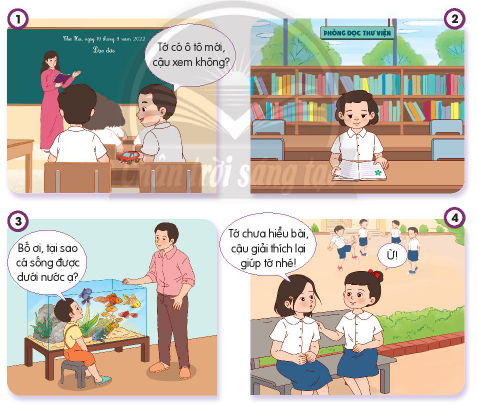 1
Thứ Hai, ngày 19 tháng 9 năm 2022
Đạo đức
Tớ có ô tô mới,
cậu xem không?
2
PHÒNG ĐỌC THƯ VIỆN
3
Bố ơi, tại sao
cá sống được
dưới nước ạ?
4
Tớ chưa hiểu bài,
cậu giải thích lại
giúp tớ nhé!
Ừ!
Chân trời sáng tạo